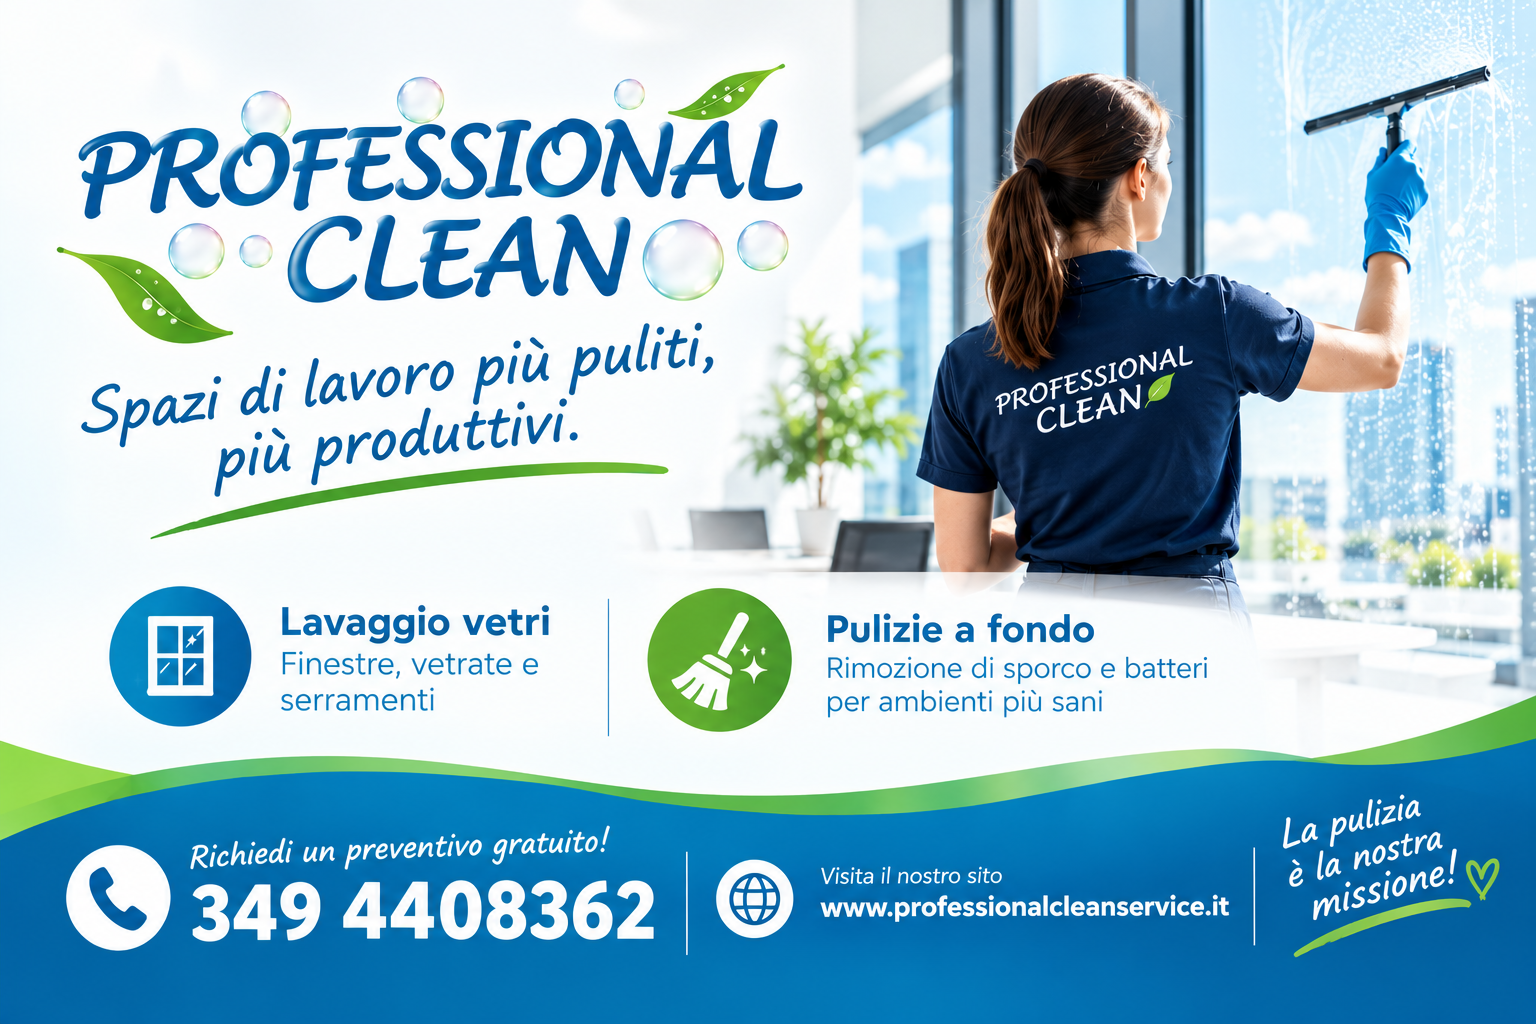 PROFESSIONAL
CLEAN
Spazi di lavoro più puliti,
più produttivi.
PROFESSIONAL
CLEAN
Lavaggio vetri
Finestre, vetrate e
serramenti
Pulizie a fondo
Rimozione di sporco e batteri
per ambienti più sani
Richiedi un preventivo gratuito!
349 4408362
Visita il nostro sito
www.professionalcleanservice.it
La pulizia
è la nostra
missione!